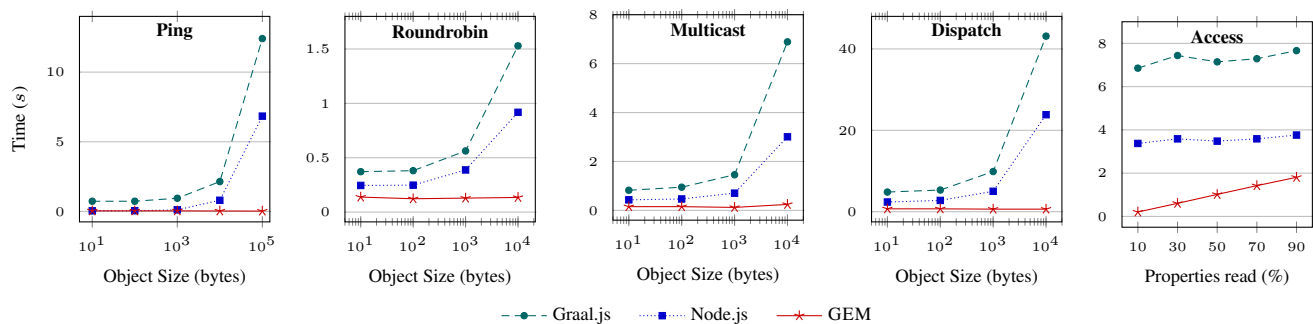 Ping
Time (s)
10
5
0
10^1
10^3
10^5
Object Size (bytes)
Roundrobin
1.5
1
0.5
0
10^1
10^2
10^3
10^4
Object Size (bytes)
Multicast
8
6
4
2
0
10^1
10^2
10^3
10^4
Object Size (bytes)
Dispatch
40
20
0
10^1
10^2
10^3
10^4
Object Size (bytes)
Access
8
6
4
2
0
10
30
50
70
90
Properties read (%)
Graal.js
Node.js
GEM